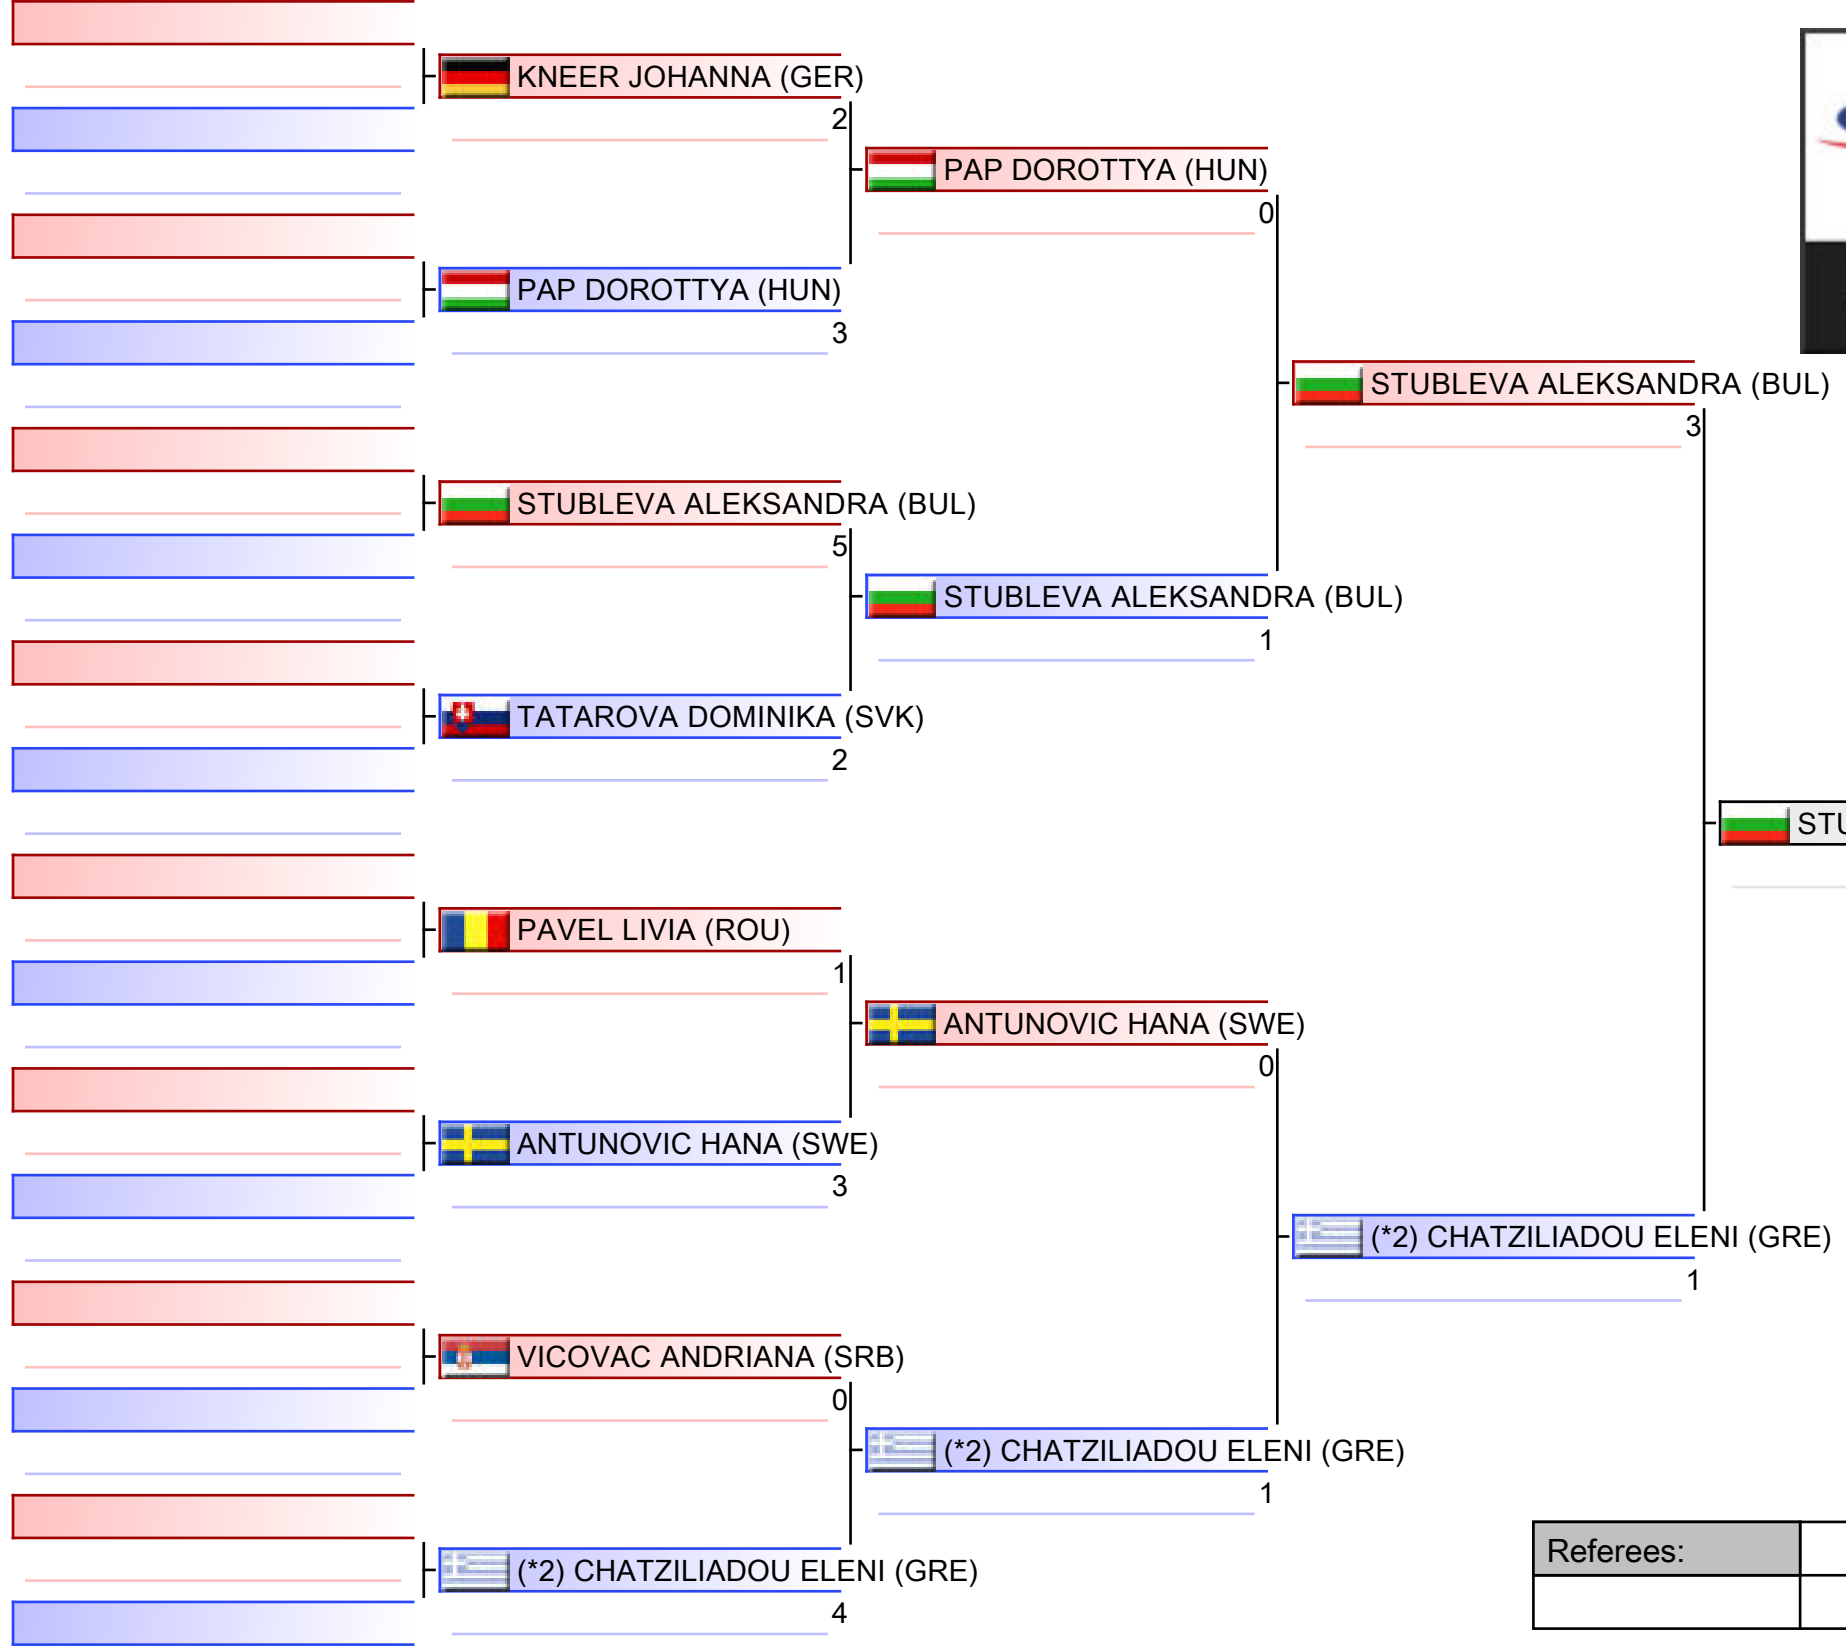 KNEER JOHANNA (GER)
2
PAP DOROTTYA (HUN)
0
PAP DOROTTYA (HUN)
3
STUBLEVA ALEKSANDRA (BUL)
3
STUBLEVA ALEKSANDRA (BUL)
5
STUBLEVA ALEKSANDRA (BUL)
1
TATAROVA DOMINIKA (SVK)
2
STU
PAVEL LIVIA (ROU)
1
ANTUNOVIC HANA (SWE)
0
ANTUNOVIC HANA (SWE)
3
(*2) CHATZILIADOU ELENI (GRE)
1
VICOVAC ANDRIANA (SRB)
0
(*2) CHATZILIADOU ELENI (GRE)
1
(*2) CHATZILIADOU ELENI (GRE)
4
Referees: